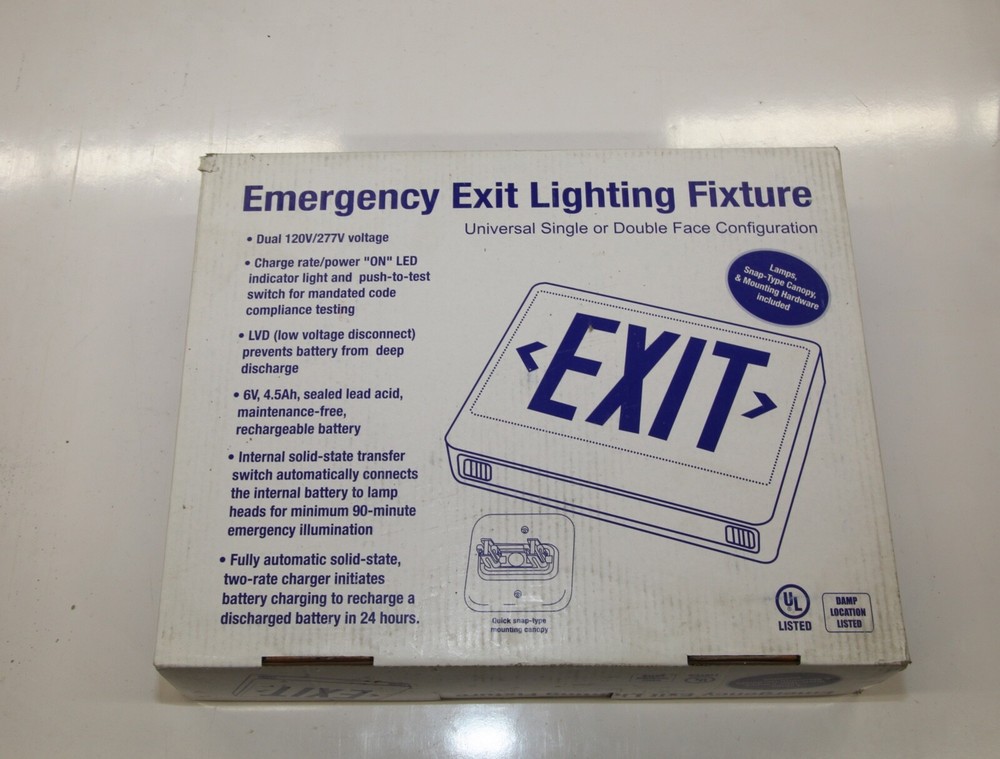 Emergency Exit Lighting Fixture
Universal Single or Double Face Configuration
• Dual 120V/277V voltage
• Charge rate/power "ON" LED
indicator light and push-to-test
switch for mandated code
compliance testing
• LVD (low voltage disconnect)
prevents battery from deep
discharge
• 6V, 4.5Ah, sealed lead acid,
maintenance-free,
rechargeable battery
• Internal solid-state transfer
switch automatically connects
the internal battery to lamp
heads for minimum 90-minute
emergency illumination
• Fully automatic solid-state,
two-rate charger initiates
battery charging to recharge a
discharged battery in 24 hours.
Lamps,
Snap-Type Canopy,
& Mounting Hardware
included
<EXIT>
Quick snap-type
mounting canopy
UL
LISTED
DAMP
LOCATION
LISTED
EXIT
Emergency Exit Lighting Fixture